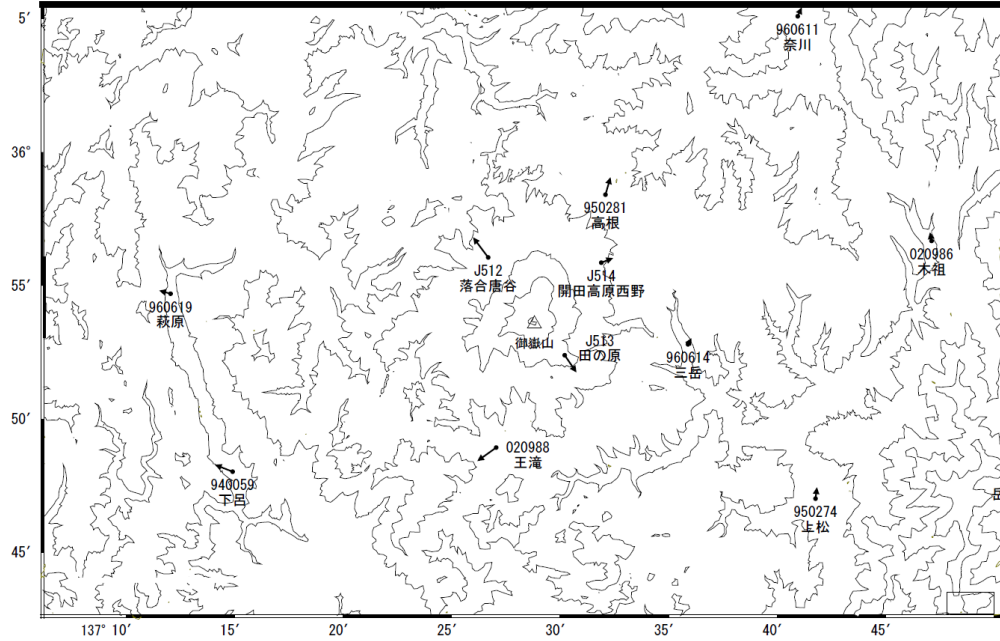 5′
960611
奈川
36°
950281
高根
020986
木祖
J512
落合唐谷
J514
開田高原西野
55′
960619
萩原
御嶽山
J513
田の原
960614
三岳
50′
020988
王滝
940059
下呂
950274
上松
岳
45′
137° 10′
15′
20′
25′
30′
35′
40′
45′